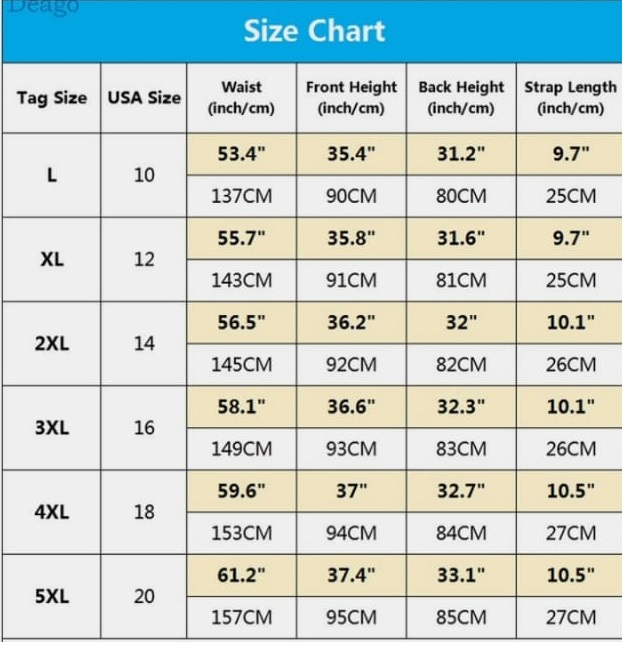 Deago
Size Chart
Tag Size USA Size Waist (inch/cm) Front Height (inch/cm) Back Height (inch/cm) Strap Length (inch/cm)
L 10 53.4" 35.4" 31.2" 9.7"
137CM 90CM 80CM 25CM
XL 12 55.7" 35.8" 31.6" 9.7"
143CM 91CM 81CM 25CM
2XL 14 56.5" 36.2" 32" 10.1"
145CM 92CM 82CM 26CM
3XL 16 58.1" 36.6" 32.3" 10.1"
149CM 93CM 83CM 26CM
4XL 18 59.6" 37" 32.7" 10.5"
153CM 94CM 84CM 27CM
5XL 20 61.2" 37.4" 33.1" 10.5"
157CM 95CM 85CM 27CM